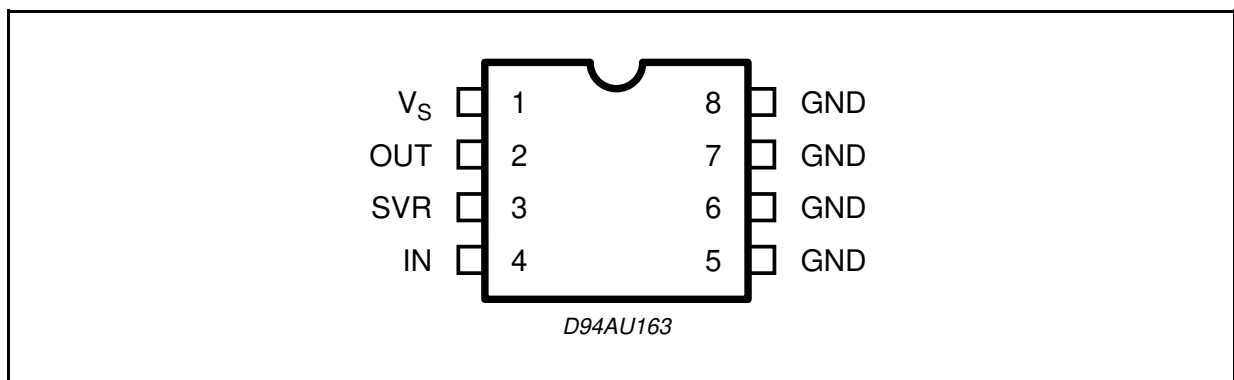 V_S 1 8 GND
OUT 2 7 GND
SVR 3 6 GND
IN 4 5 GND
D94AU163